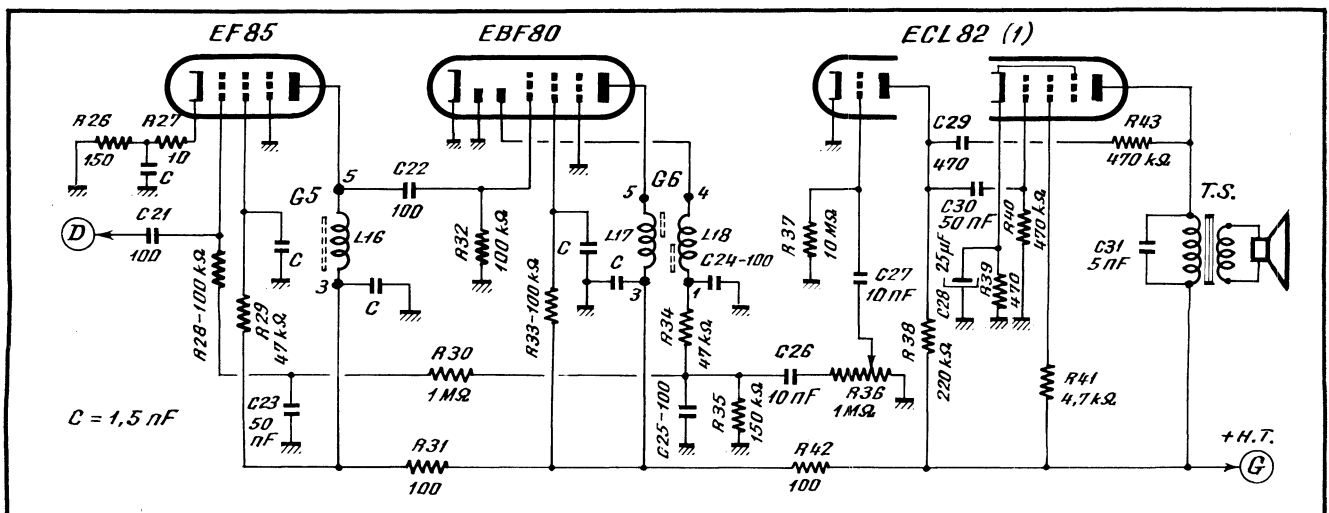 EF85
EBF80
ECL82 (1)
R26
150
R27
10
C
5
G5
C22
100
R32
100 kΩ
D
C21
100
R28-100 kΩ
R29
47 kΩ
C
L16
3
C
C
C
R33-100 kΩ
5
G6
4
L17
L18
3
1
C24-100
R34
47 kΩ
R37
10 MΩ
C27
10 nF
C29
470
R43
470 kΩ
C30
50 nF
R40
470 kΩ
25µF
C28
R39
470
R38
220 kΩ
T.S.
C31
5 nF
C = 1,5 nF
C23
50
nF
R30
1 MΩ
C25-100
R35
150 kΩ
C26
10 nF
R36
1 MΩ
R41
4,7 kΩ
R31
100
R42
100
+H.T.
G